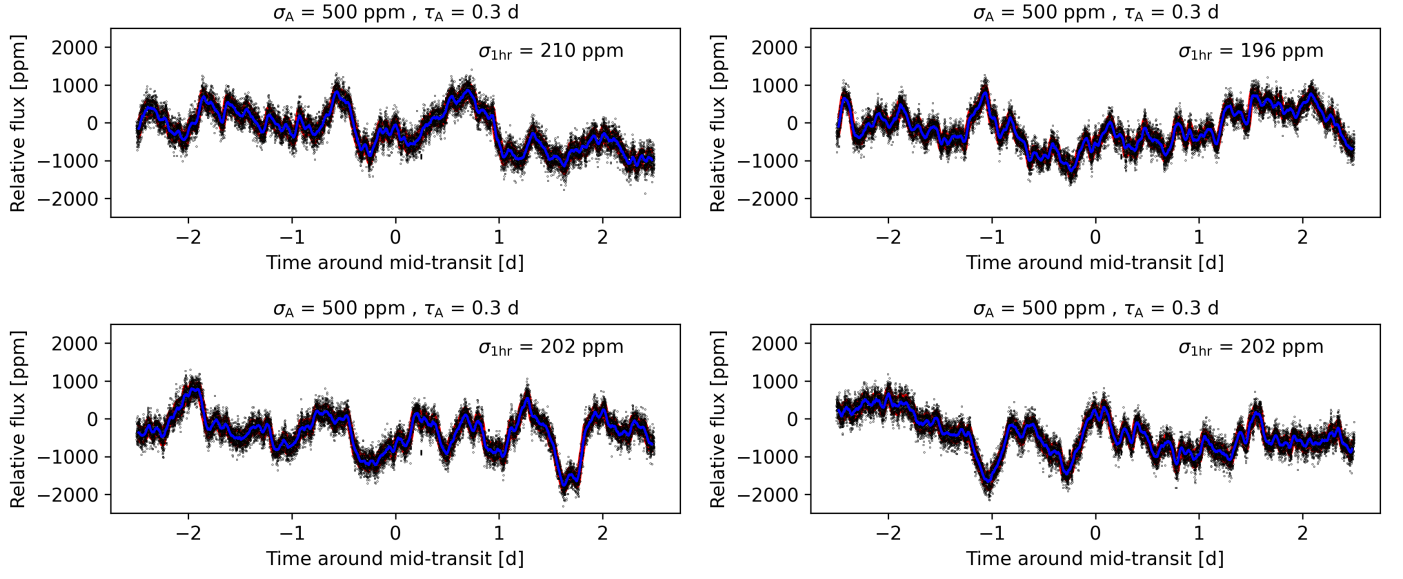 σA = 500 ppm , τA = 0.3 d
σ1hr = 210 ppm
Relative flux [ppm]
2000
1000
0
−1000
−2000
−2 −1 0 1 2
Time around mid-transit [d]
σA = 500 ppm , τA = 0.3 d
σ1hr = 196 ppm
Relative flux [ppm]
2000
1000
0
−1000
−2000
−2 −1 0 1 2
Time around mid-transit [d]
σA = 500 ppm , τA = 0.3 d
σ1hr = 202 ppm
Relative flux [ppm]
2000
1000
0
−1000
−2000
−2 −1 0 1 2
Time around mid-transit [d]
σA = 500 ppm , τA = 0.3 d
σ1hr = 202 ppm
Relative flux [ppm]
2000
1000
0
−1000
−2000
−2 −1 0 1 2
Time around mid-transit [d]